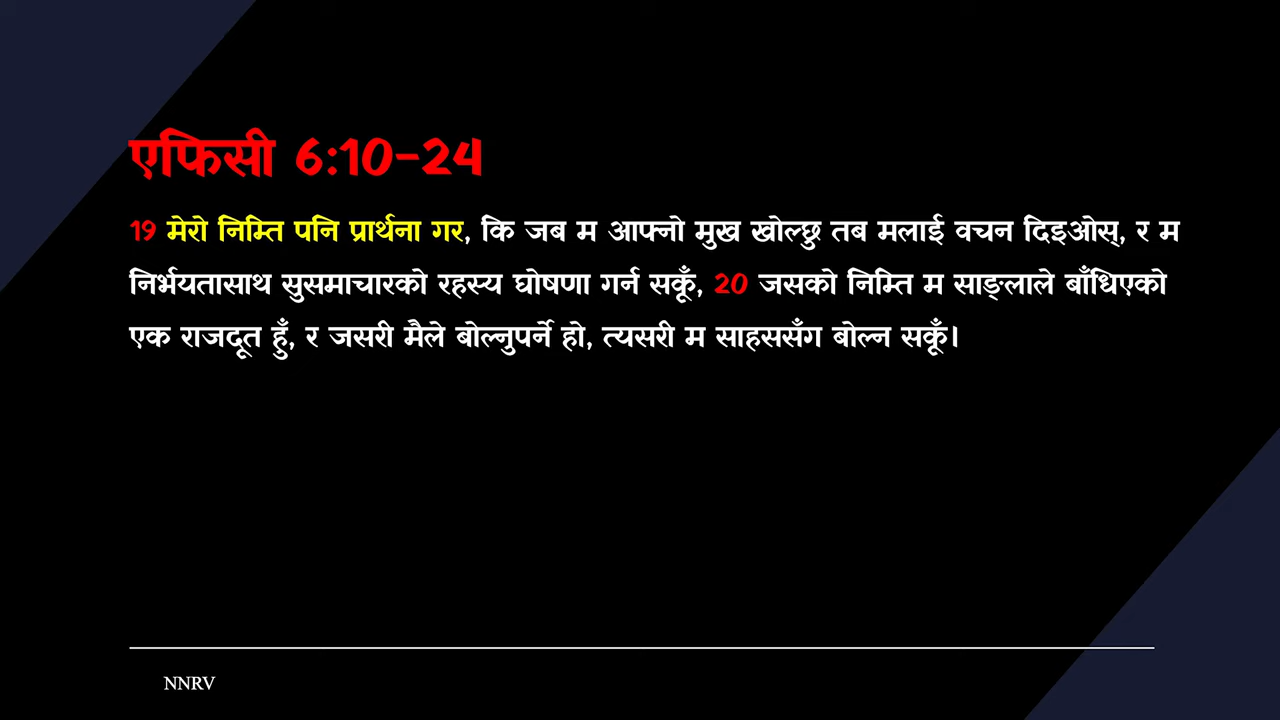 एफिसी 6:10-24
19 मेरो निम्ति पनि प्रार्थना गर, कि जब म आफ्नो मुख खोल्छु तब मलाई वचन दिइओस्, र म
निर्भयतासाथ सुसमाचारको रहस्य घोषणा गर्न सकूँ, 20 जसको निम्ति म साङ्लाले बाँधिएको
एक राजदूत हुँ, र जसरी मैले बोल्नुपर्ने हो, त्यसरी म साहससँग बोल्न सकूँ।
NNRV